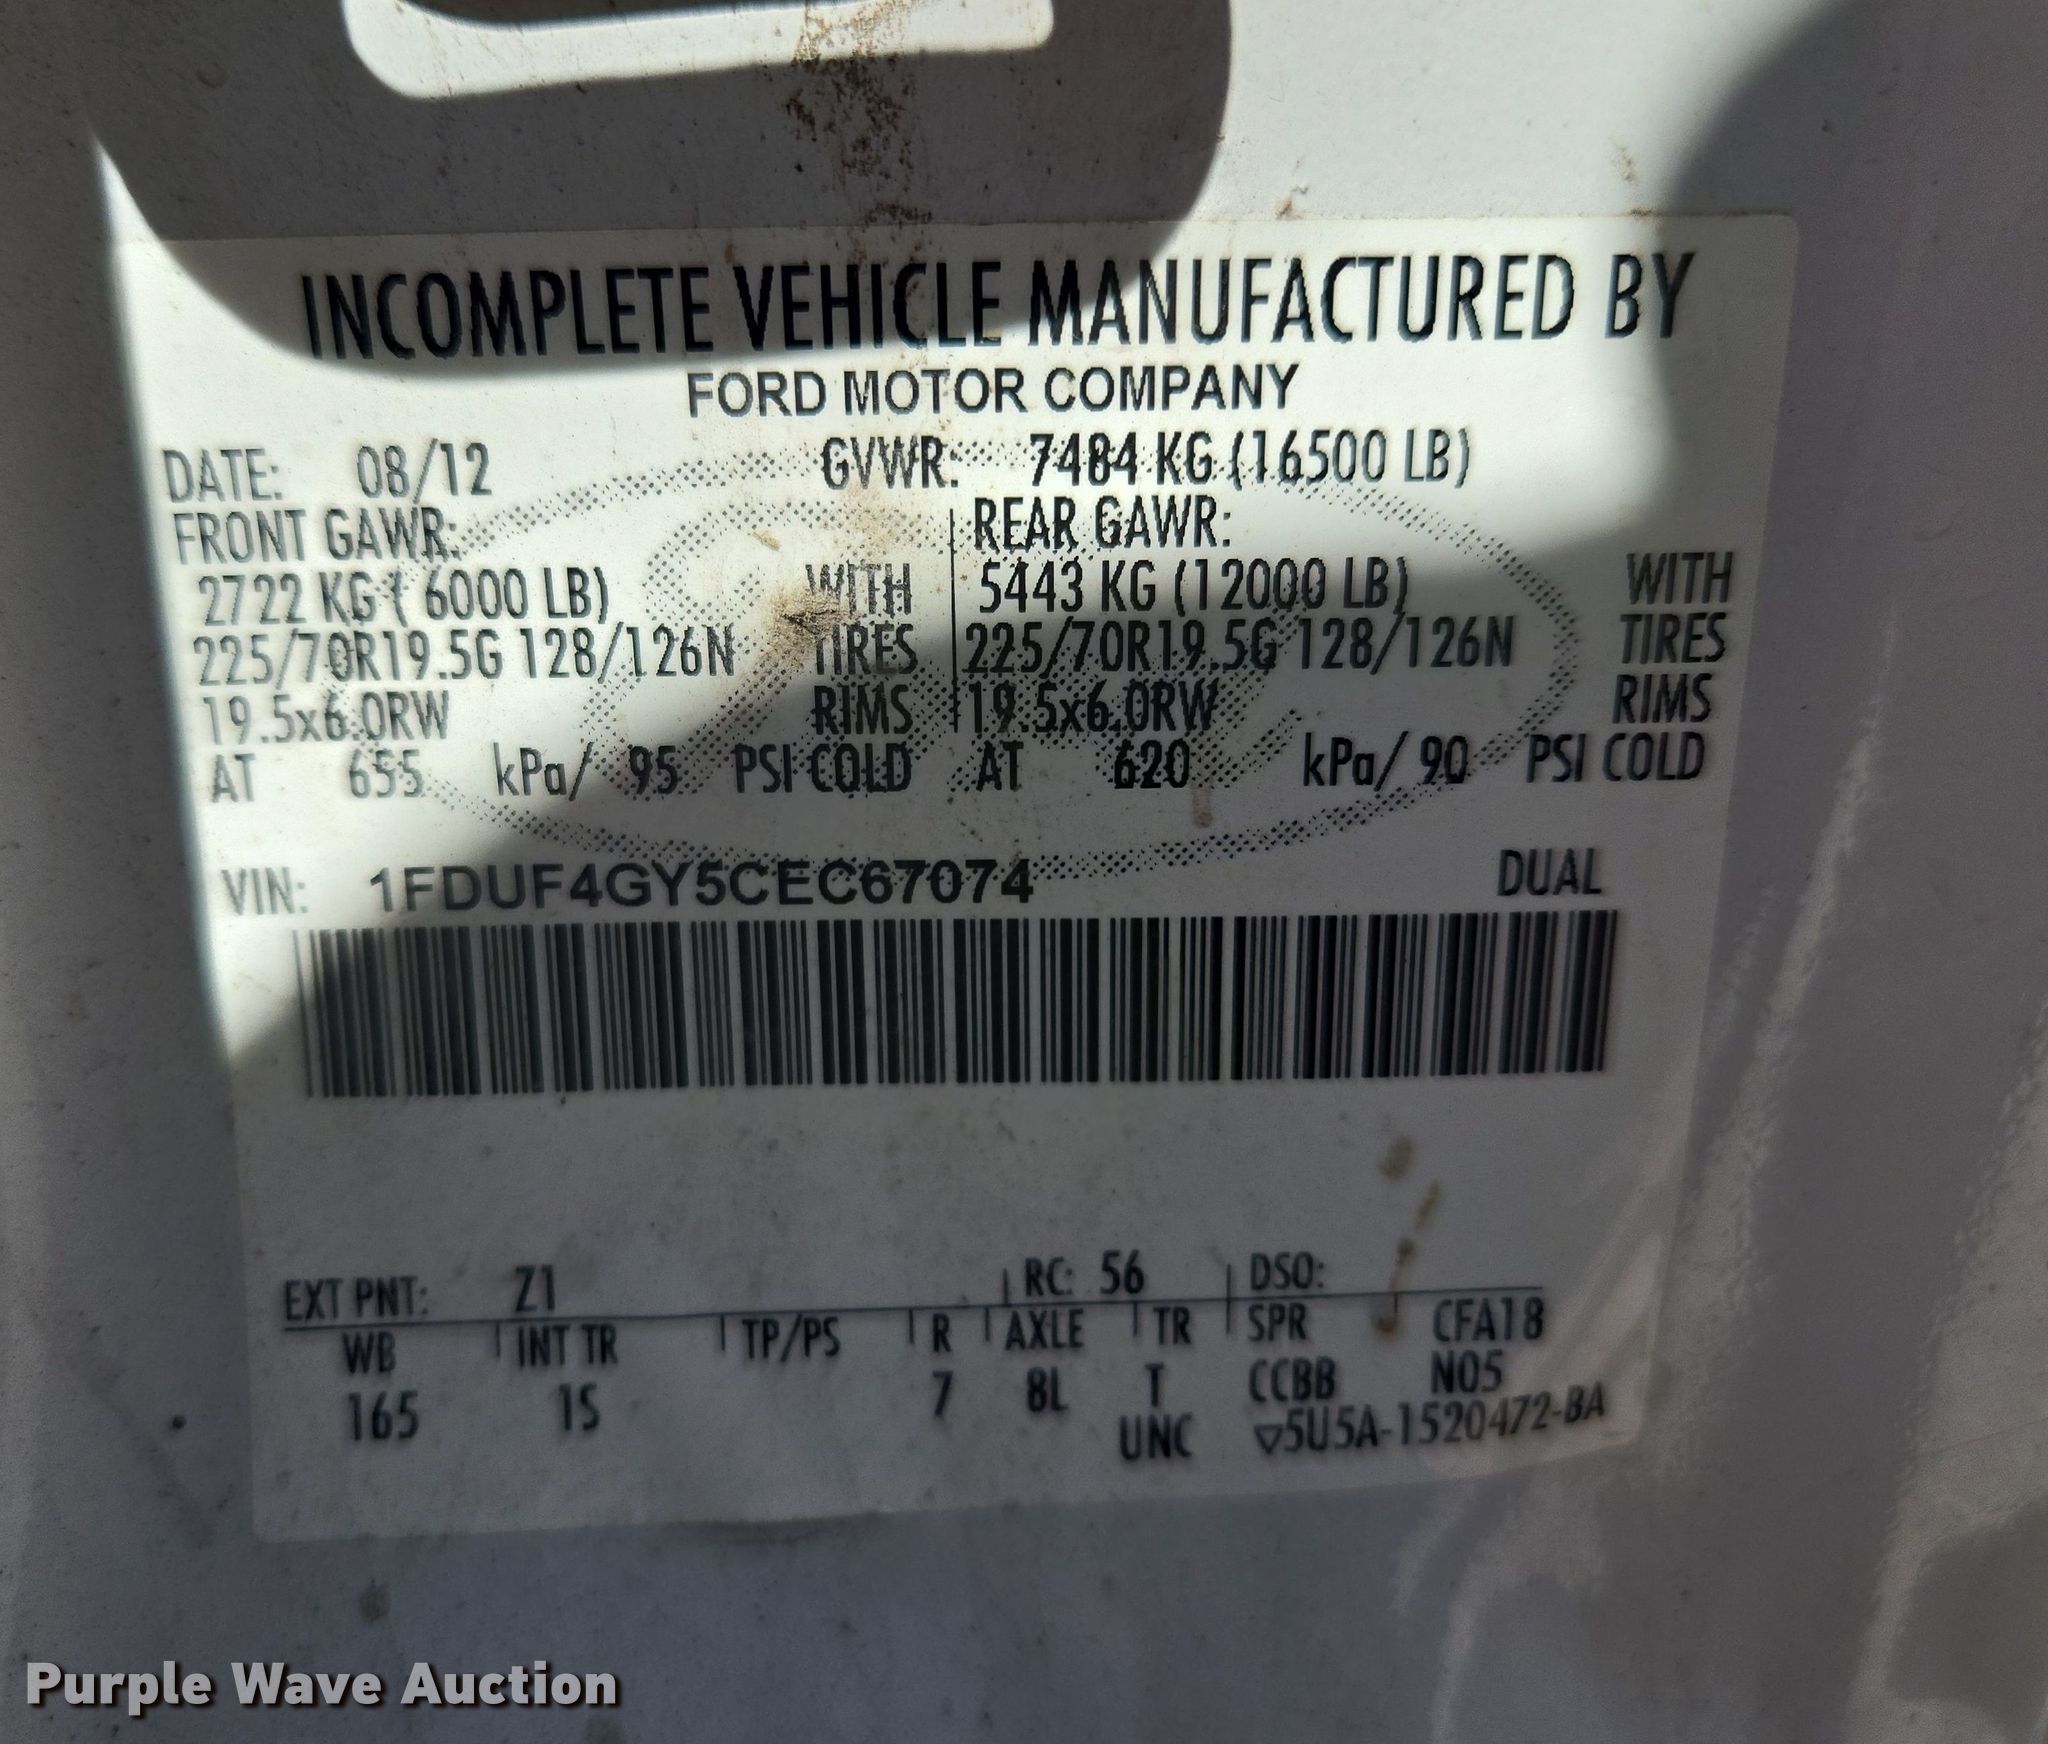 INCOMPLETE VEHICLE MANUFACTURED BY
FORD MOTOR COMPANY
DATE: 08/12 GVWR: 7484 KG (16500 LB)
FRONT GAWR: REAR GAWR:
2722 KG ( 6000 LB) WITH 5443 KG (12000 LB) WITH
225/70R19.5G 128/126N TIRES 225/70R19.5G 128/126N TIRES
19.5x6.0RW RIMS 19.5x6.0RW RIMS
AT 655 kPa/ 95 PSI COLD AT 620 kPa/ 90 PSI COLD
VIN: 1FDUF4GY5CEC67074 DUAL
EXT PNT: Z1 RC: 56 DSO:
WB INT TR TP/PS R AXLE TR SPR CFA18
165 1S 7 8L T CCBB N05
UNC ▽5U5A-1520472-BA
Purple Wave Auction